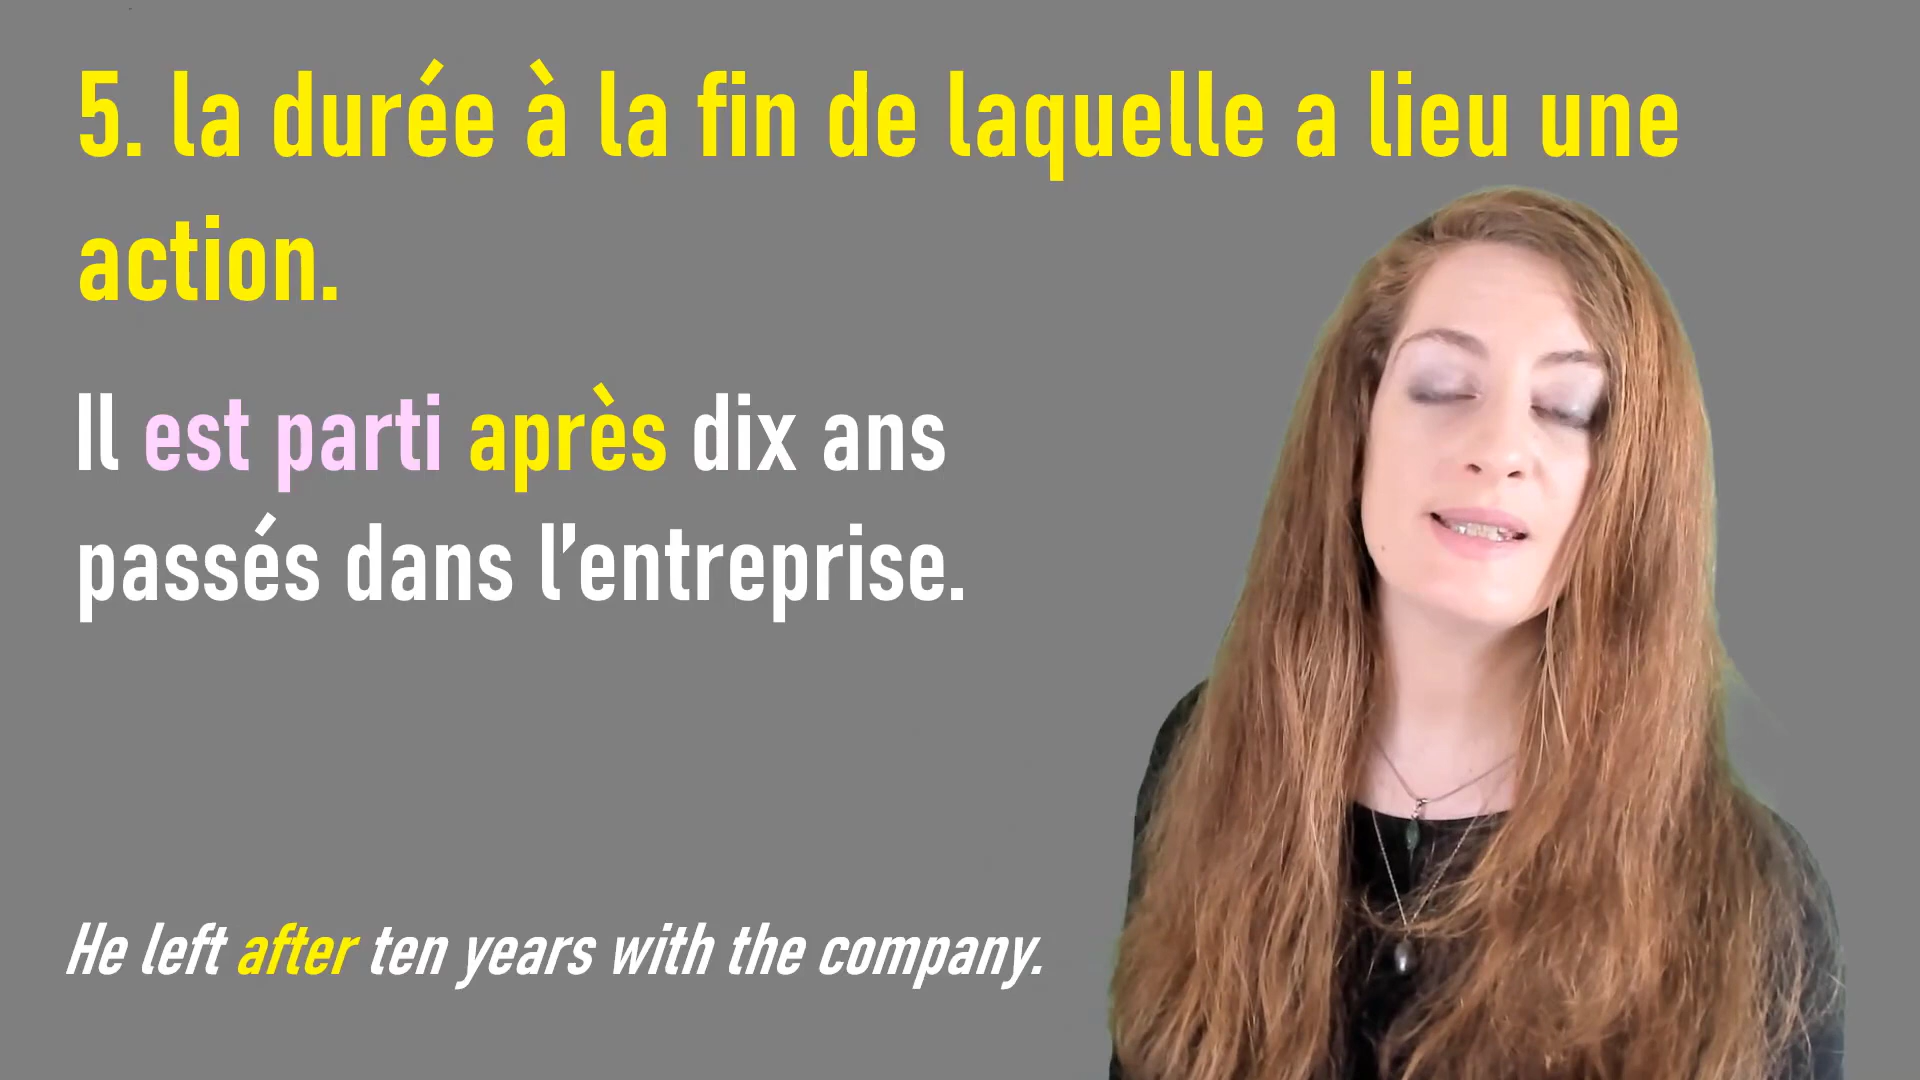 5. la durée à la fin de laquelle a lieu une
action.
Il est parti après dix ans
passés dans l’entreprise.
He left after ten years with the company.